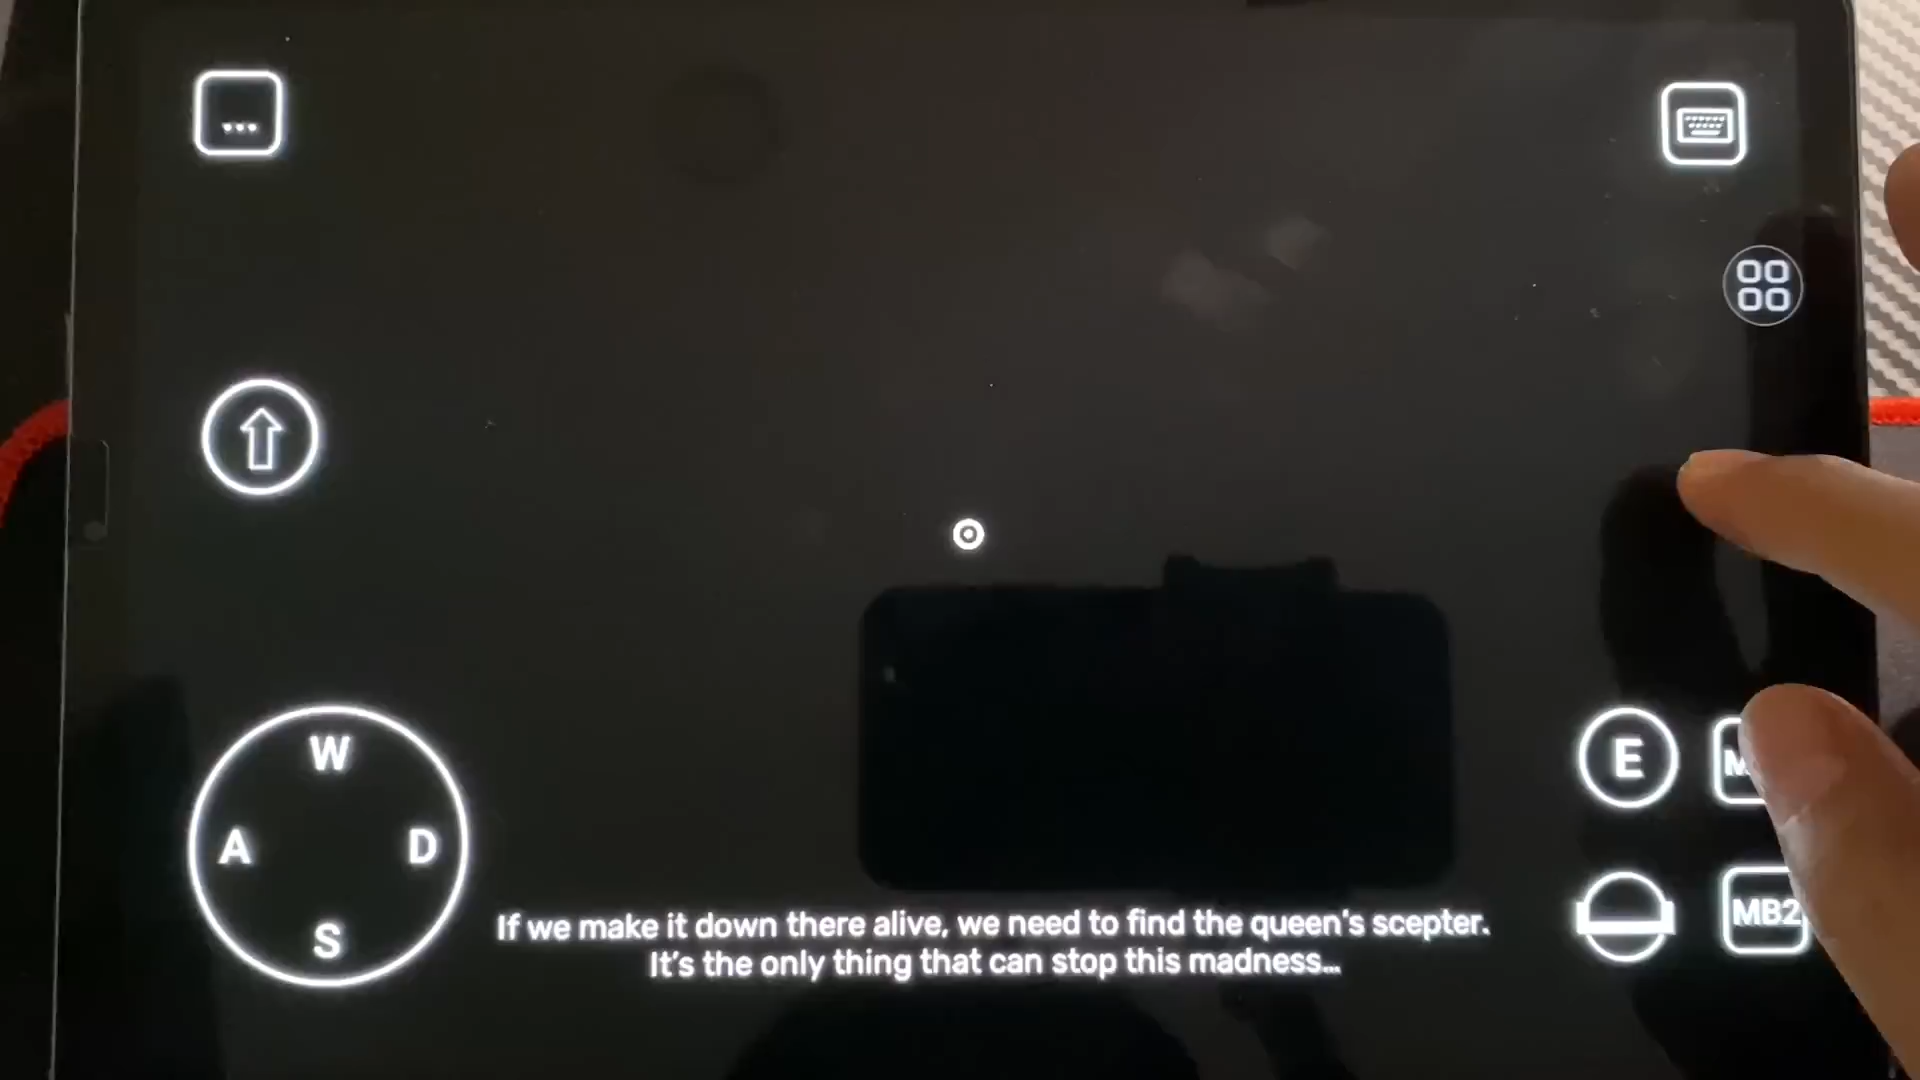 W
A
D
S
E
MB2
If we make it down there alive, we need to find the queen's scepter.
It's the only thing that can stop this madness...